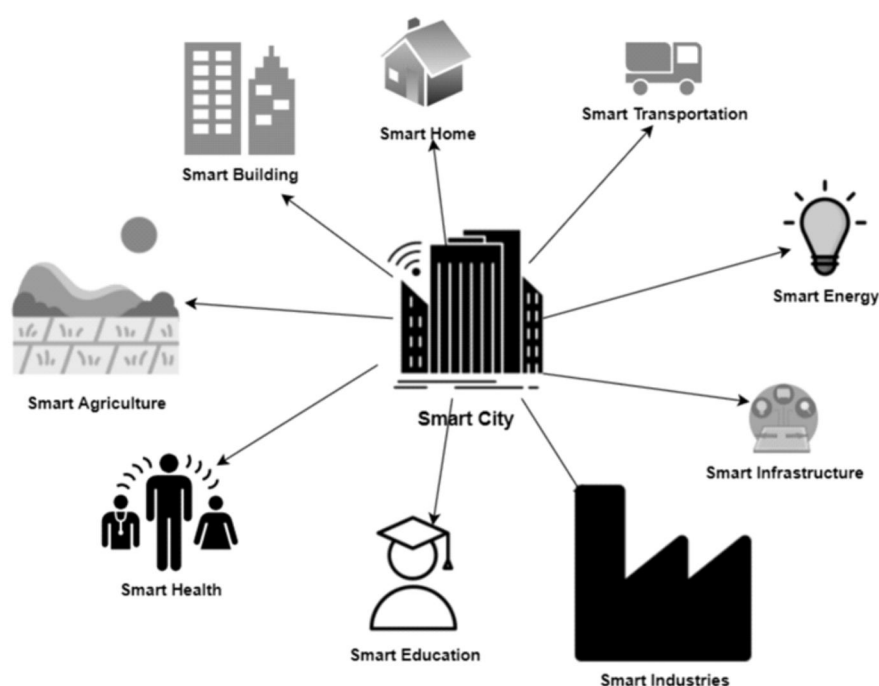 Smart Home
Smart Transportation
Smart Building
Smart Energy
Smart Agriculture
Smart City
Smart Infrastructure
Smart Health
Smart Education
Smart Industries